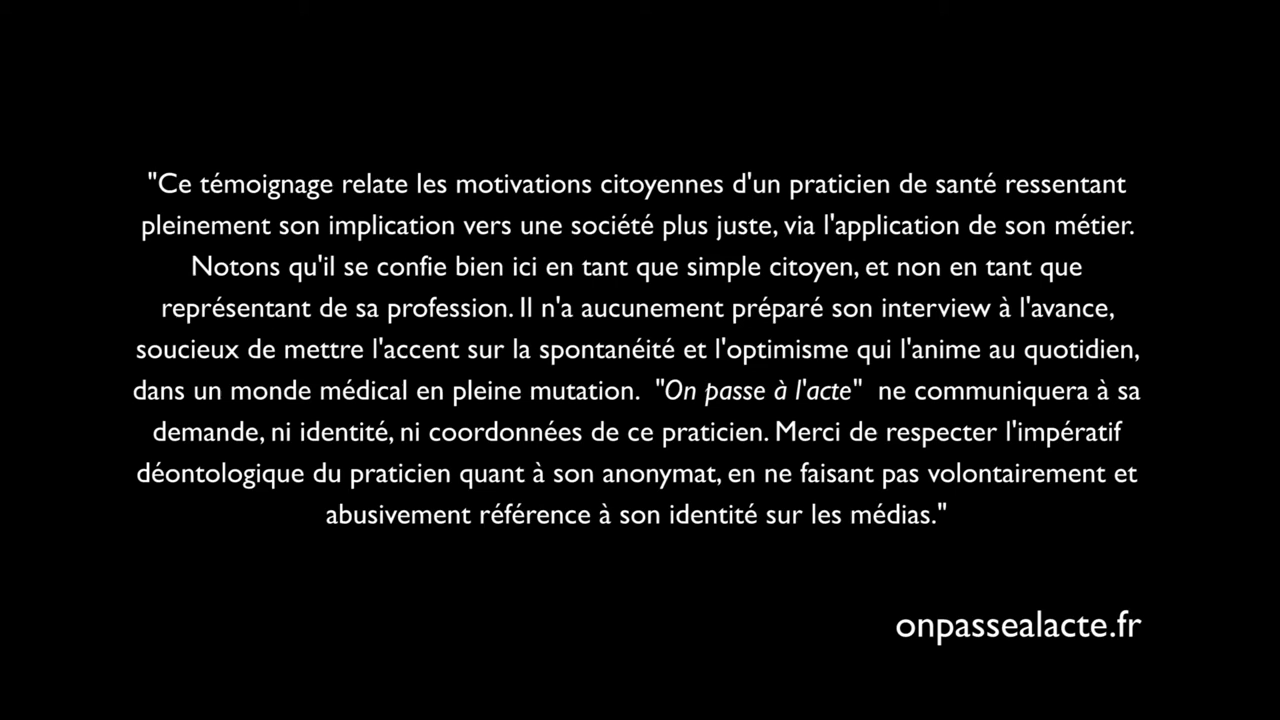 "Ce témoignage relate les motivations citoyennes d'un praticien de santé ressentant
pleinement son implication vers une société plus juste, via l'application de son métier.
Notons qu'il se confie bien ici en tant que simple citoyen, et non en tant que
représentant de sa profession. Il n'a aucunement préparé son interview à l'avance,
soucieux de mettre l'accent sur la spontanéité et l'optimisme qui l'anime au quotidien,
dans un monde médical en pleine mutation. "On passe à l'acte" ne communiquera à sa
demande, ni identité, ni coordonnées de ce praticien. Merci de respecter l'impératif
déontologique du praticien quant à son anonymat, en ne faisant pas volontairement et
abusivement référence à son identité sur les médias."
onpassealacte.fr